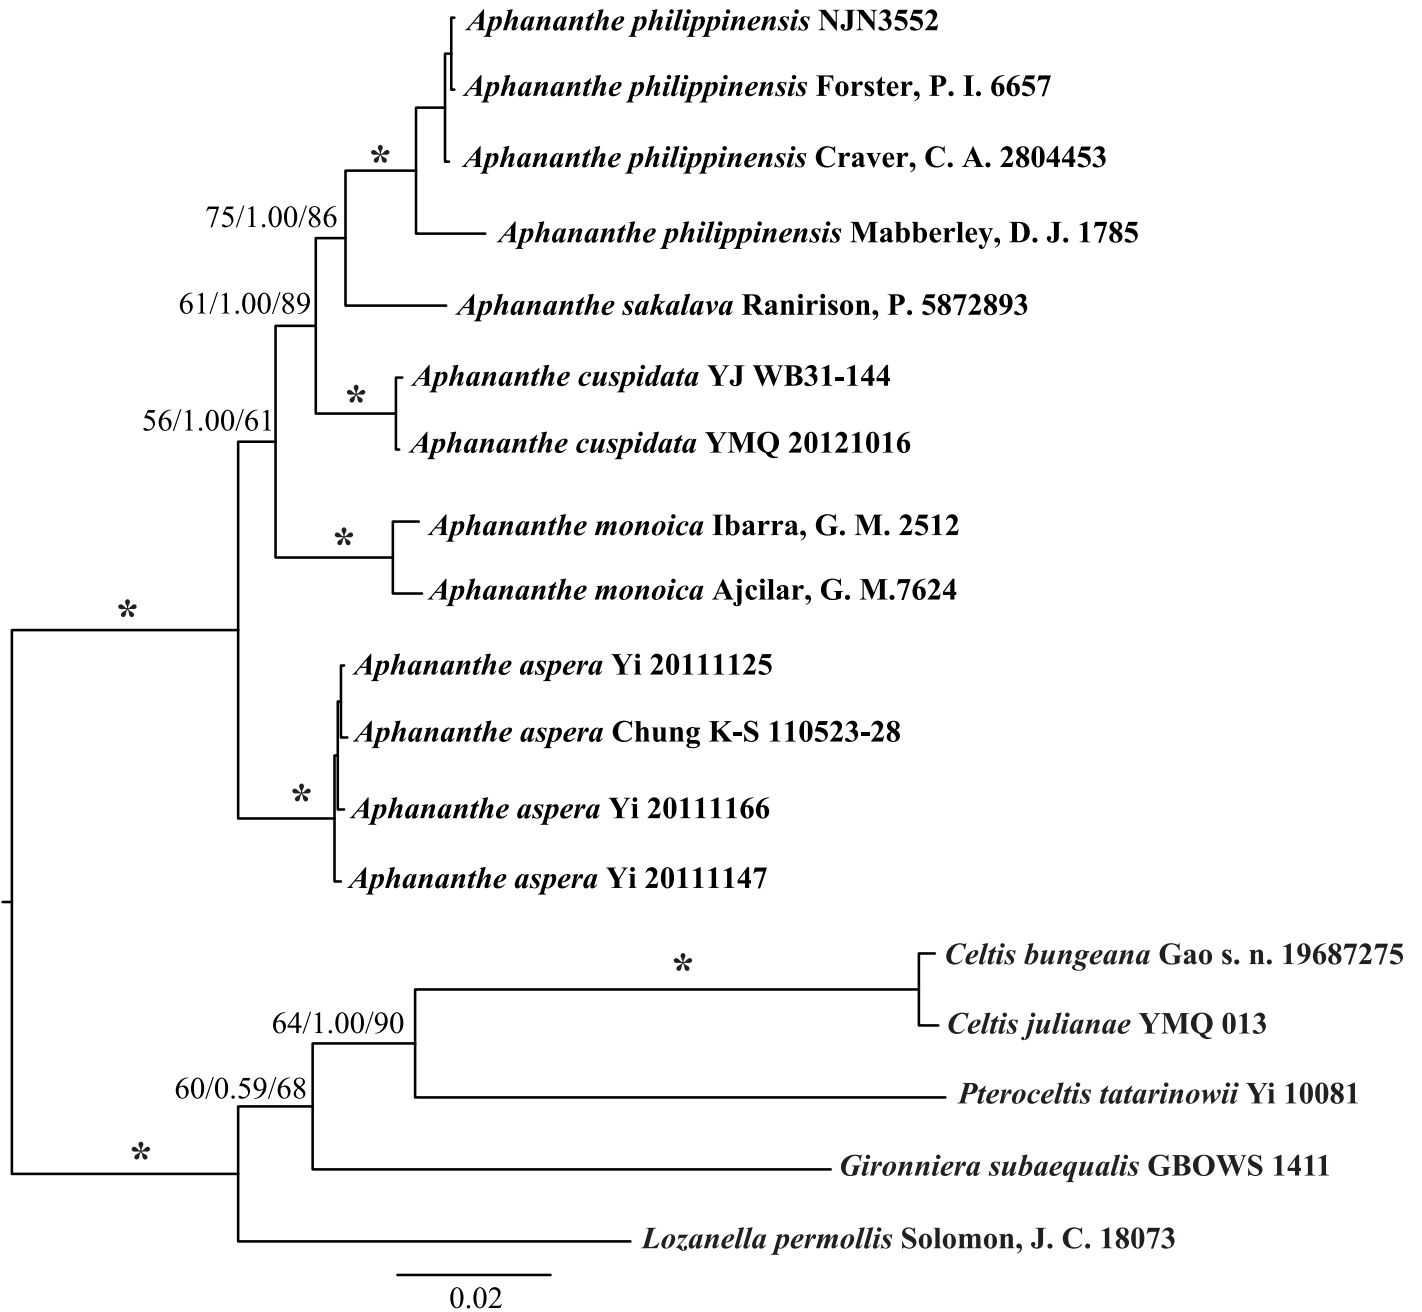 Aphananthe philippinensis NJN3552
Aphananthe philippinensis Forster, P. I. 6657
*
Aphananthe philippinensis Craver, C. A. 2804453
75/1.00/86
Aphananthe philippinensis Mabberley, D. J. 1785
61/1.00/89
Aphananthe sakalava Ranirison, P. 5872893
Aphananthe cuspidata YJ WB31-144
*
56/1.00/61
Aphananthe cuspidata YMQ 20121016
Aphananthe monoica Ibarra, G. M. 2512
*
Aphananthe monoica Ajcilar, G. M.7624
*
Aphananthe aspera Yi 20111125
Aphananthe aspera Chung K-S 110523-28
*
Aphananthe aspera Yi 20111166
Aphananthe aspera Yi 20111147
Celtis bungeana Gao s. n. 19687275
*
64/1.00/90
Celtis julianae YMQ 013
60/0.59/68
Pteroceltis tatarinowii Yi 10081
*
Gironniera subaequalis GBOWS 1411
Lozanella permollis Solomon, J. C. 18073
0.02